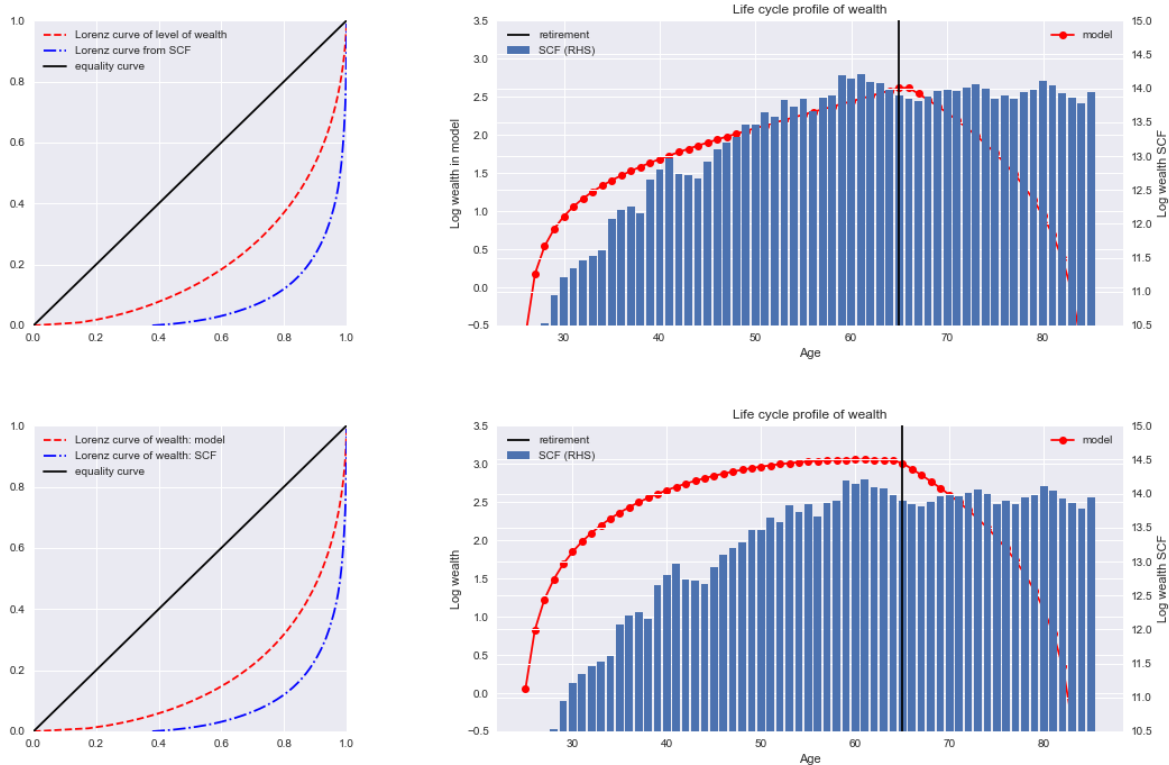 Lorenz curve of level of wealth
Lorenz curve from SCF
equality curve
1.0
0.8
0.6
0.4
0.2
0.0
0.0 0.2 0.4 0.6 0.8 1.0
Life cycle profile of wealth
retirement
SCF (RHS)
model
3.5
3.0
2.5
2.0
1.5
1.0
0.5
0.0
−0.5
Log wealth in model
15.0
14.5
14.0
13.5
13.0
12.5
12.0
11.5
11.0
10.5
Log wealth SCF
30 40 50 60 70 80
Age
Lorenz curve of wealth: model
Lorenz curve of wealth: SCF
equality curve
1.0
0.8
0.6
0.4
0.2
0.0
0.0 0.2 0.4 0.6 0.8 1.0
Life cycle profile of wealth
retirement
SCF (RHS)
model
3.5
3.0
2.5
2.0
1.5
1.0
0.5
0.0
−0.5
Log wealth
15.0
14.5
14.0
13.5
13.0
12.5
12.0
11.5
11.0
10.5
Log wealth SCF
30 40 50 60 70 80
Age